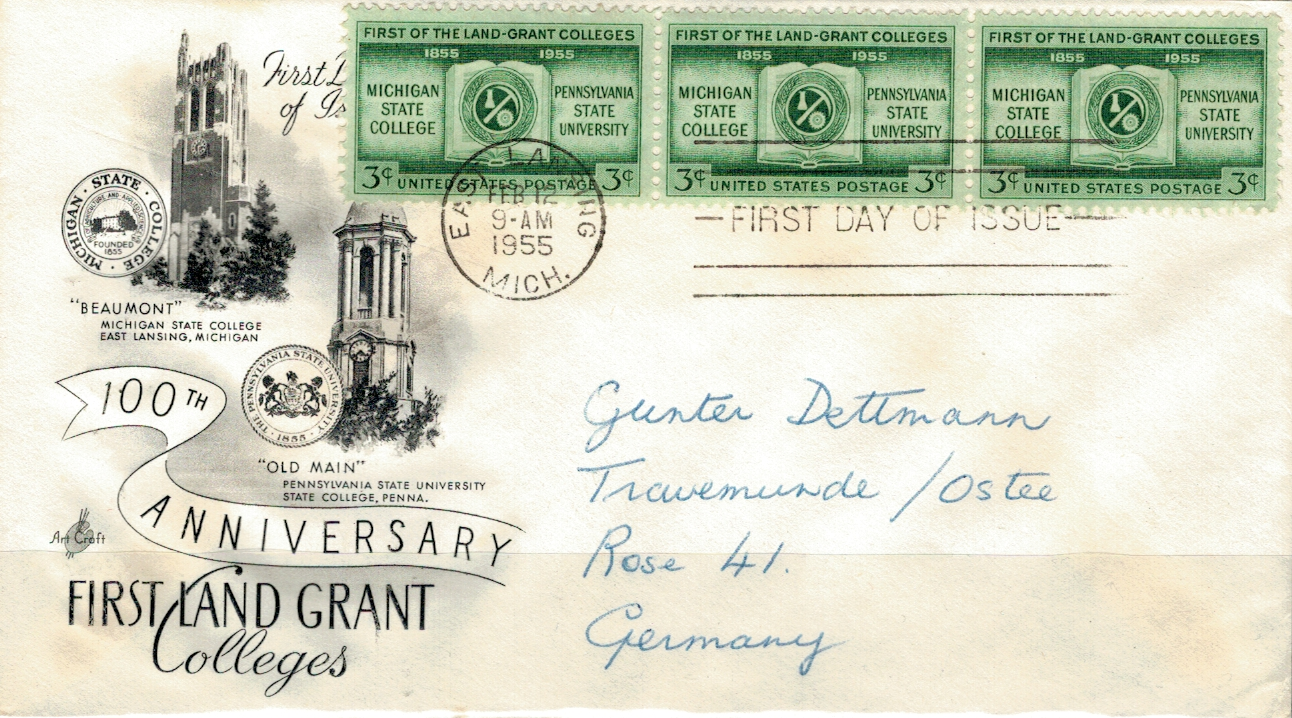 First
of
FIRST OF THE LAND-GRANT COLLEGES
1855 1955
MICHIGAN STATE COLLEGE
PENNSYLVANIA STATE UNIVERSITY
3¢ UNITED STATES POSTAGE 3¢
FIRST OF THE LAND-GRANT COLLEGES
1855 1955
MICHIGAN STATE COLLEGE
PENNSYLVANIA STATE UNIVERSITY
3¢ UNITED STATES POSTAGE 3¢
FIRST OF THE LAND-GRANT COLLEGES
1855 1955
MICHIGAN STATE COLLEGE
PENNSYLVANIA STATE UNIVERSITY
3¢ UNITED STATES POSTAGE 3¢
EAST LANSING
FEB 12
9-AM
1955
MICH.
FIRST DAY OF ISSUE
MICHIGAN · STATE · COLLEGE ·
FOUNDED
1855
"BEAUMONT"
MICHIGAN STATE COLLEGE
EAST LANSING, MICHIGAN
THE PENNSYLVANIA STATE UNIVERSITY
· 1855 ·
"OLD MAIN"
PENNSYLVANIA STATE UNIVERSITY
STATE COLLEGE, PENNA.
100TH
ANNIVERSARY
Art Craft
FIRST LAND GRANT
Colleges
Gunter Dettmann
Travemunde / Ostee
Rose 41.
Germany